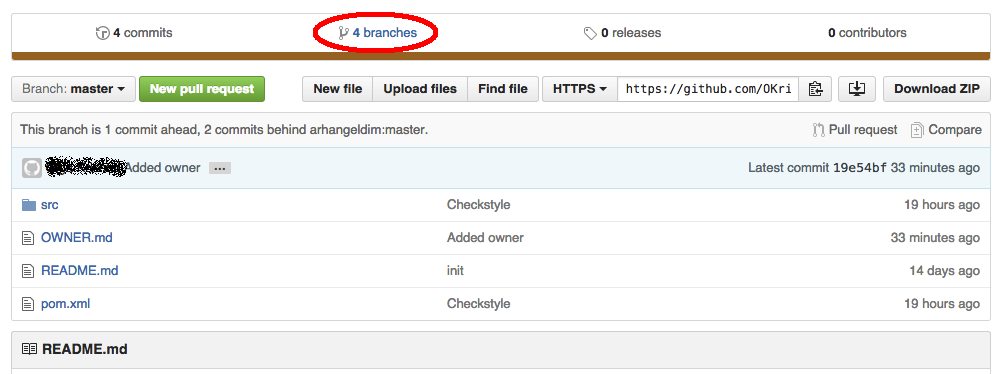 4 commits 4 branches 0 releases 0 contributors
Branch: master New pull request New file Upload files Find file HTTPS https://github.com/OKri Download ZIP
This branch is 1 commit ahead, 2 commits behind arhangeldim:master. Pull request Compare
Added owner ... Latest commit 19e54bf 33 minutes ago
src Checkstyle 19 hours ago
OWNER.md Added owner 33 minutes ago
README.md init 14 days ago
pom.xml Checkstyle 19 hours ago
README.md